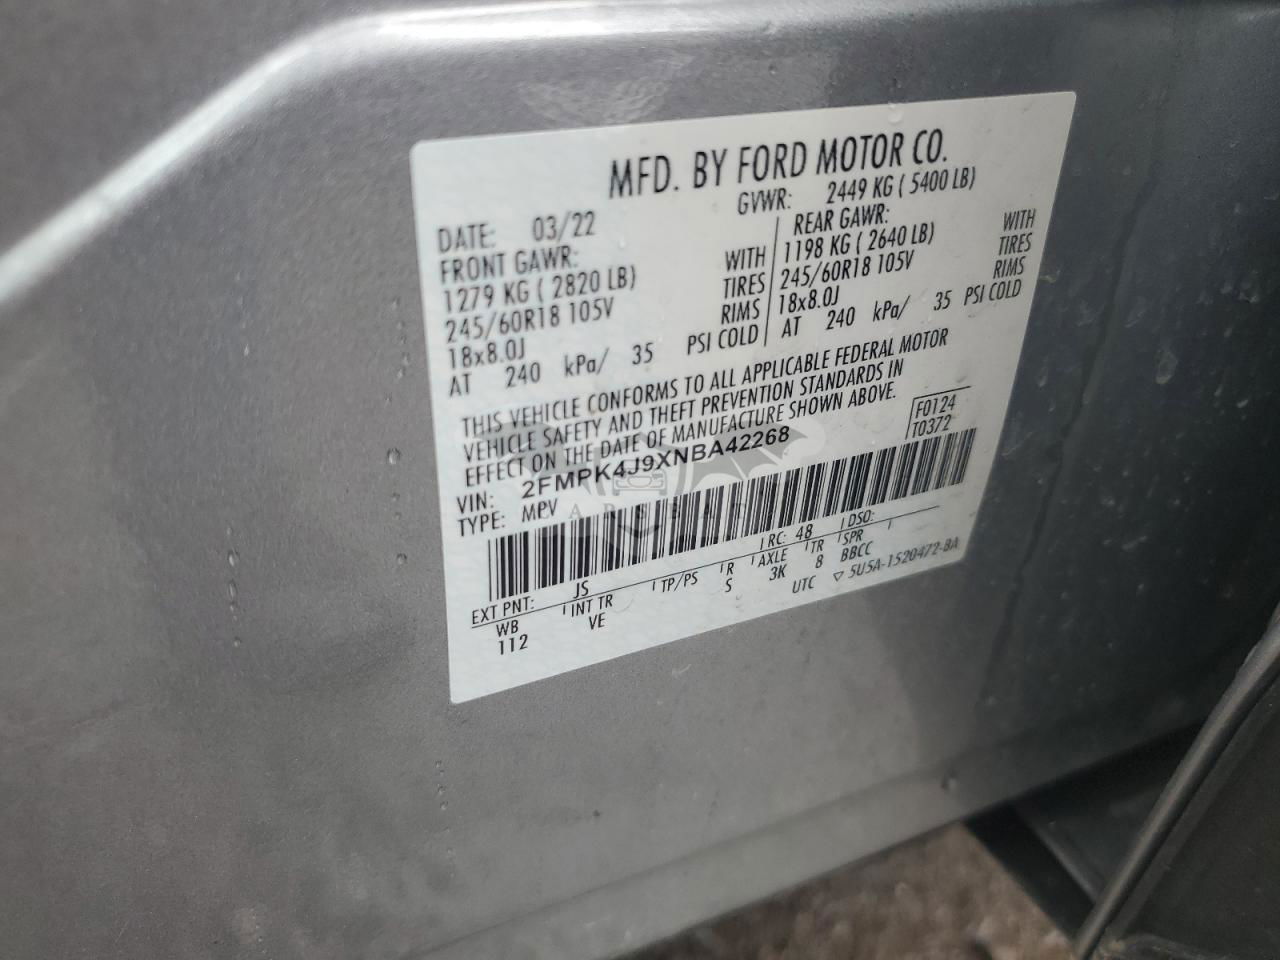 MFD. BY FORD MOTOR CO.
DATE: 03/22 GVWR: 2449 KG ( 5400 LB)
FRONT GAWR: REAR GAWR:
1279 KG ( 2820 LB) WITH 1198 KG ( 2640 LB) WITH
245/60R18 105V TIRES 245/60R18 105V TIRES
18x8.0J RIMS 18x8.0J RIMS
AT 240 kPa/ 35 PSI COLD AT 240 kPa/ 35 PSI COLD
THIS VEHICLE CONFORMS TO ALL APPLICABLE FEDERAL MOTOR
VEHICLE SAFETY AND THEFT PREVENTION STANDARDS IN
EFFECT ON THE DATE OF MANUFACTURE SHOWN ABOVE.
F0124
T0372
VIN: 2FMPK4J9XNBA42268
TYPE: MPV
EXT PNT: JS RC: 48 DSO:
WB INT TR TP/PS R AXLE TR SPR
112 VE S 3K 8 BBCC
UTC ▽ 5U5A-1520472-BA